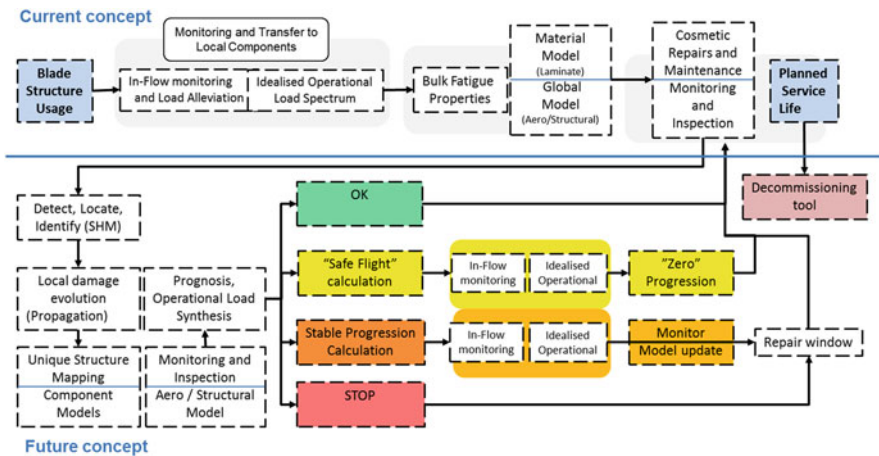 Current concept
Monitoring and Transfer to
Local Components
Blade
Structure
Usage
In-Flow monitoring
and Load Alleviation
Idealised Operational
Load Spectrum
Bulk Fatigue
Properties
Material
Model
(Laminate)
Global
Model
(Aero/Structural)
Cosmetic
Repairs and
Maintenance
Monitoring
and
Inspection
Planned
Service
Life
Decommissioning
tool
Detect, Locate,
Identify (SHM)
Local damage
evolution
(Propagation)
Unique Structure
Mapping
Component
Models
Prognosis,
Operational Load
Synthesis
Monitoring and
Inspection
Aero / Structural
Model
OK
"Safe Flight"
calculation
In-Flow
monitoring
Idealised
Operational
"Zero"
Progression
Stable Progression
Calculation
In-Flow
monitoring
Idealised
Operational
Monitor
Model update
Repair window
STOP
Future concept